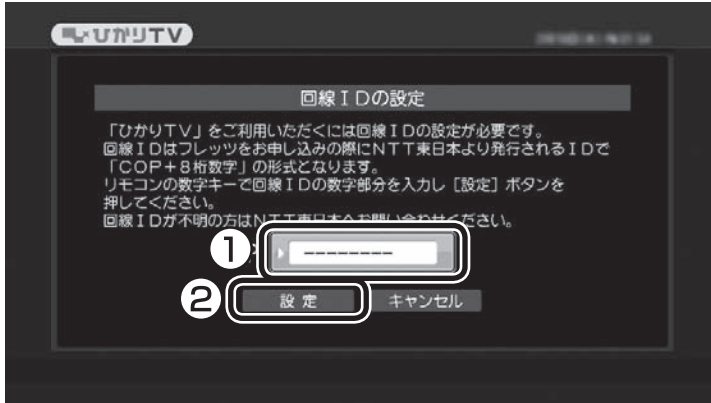 ひかりTV
回線IDの設定
「ひかりTV」をご利用いただくには回線IDの設定が必要です。
回線IDはフレッツをお申し込みの際にNTT東日本より発行されるIDで
「COP+8桁数字」の形式となります。
リモコンの数字キーで回線IDの数字部分を入力し [設定] ボタンを
押してください。
回線IDが不明の方はNTT東日本へお問い合わせください。
① --------
② 設定 キャンセル